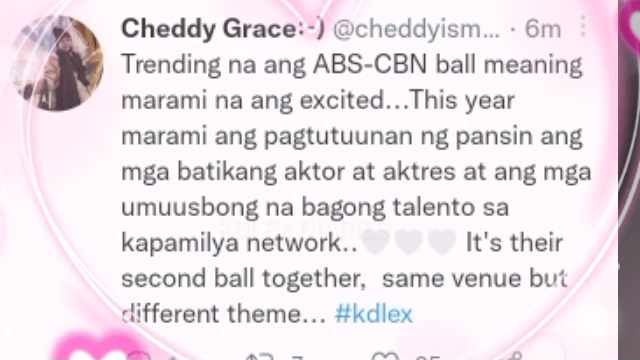 Cheddy Grace:-) @cheddyism... · 6m
Trending na ang ABS-CBN ball meaning
marami na ang excited...This year
marami ang pagtutuunan ng pansin ang
mga batikang aktor at aktres at ang mga
umuusbong na bagong talento sa
kapamilya network..🤍🤍🤍 It's their
second ball together, same venue but
different theme... #kdlex